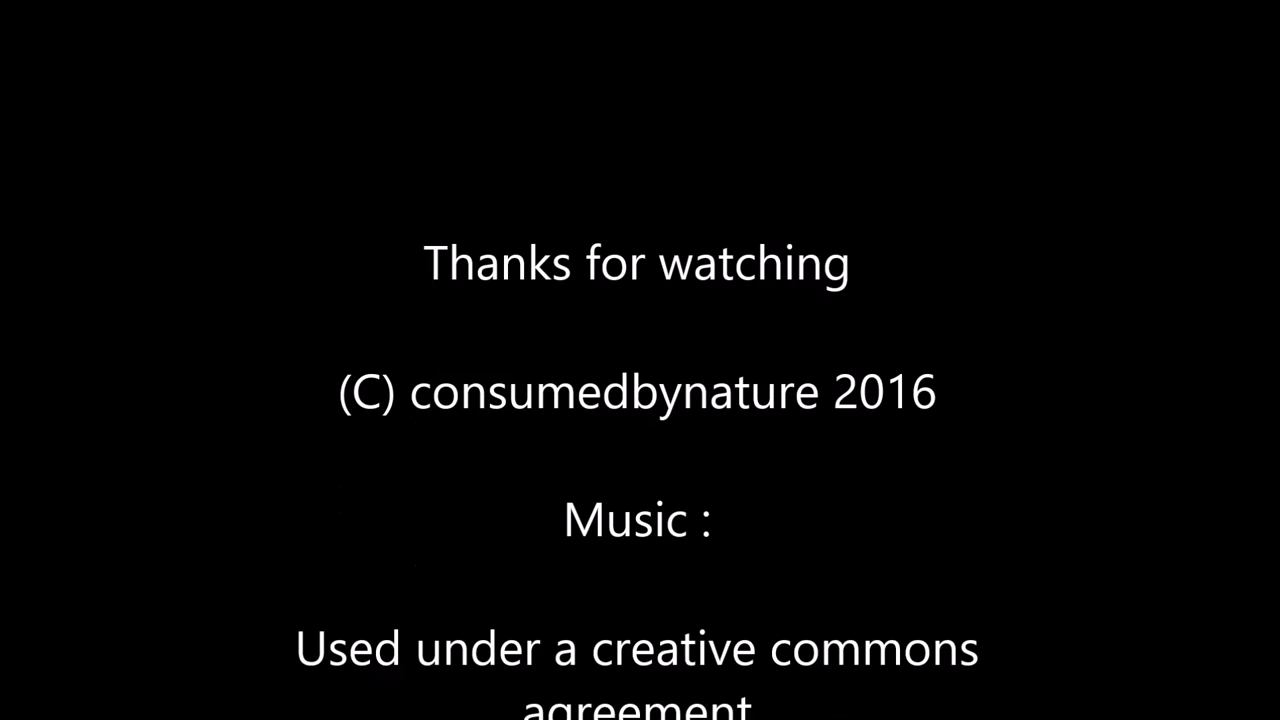 Thanks for watching
(C) consumedbynature 2016
Music :
Used under a creative commons
agreement